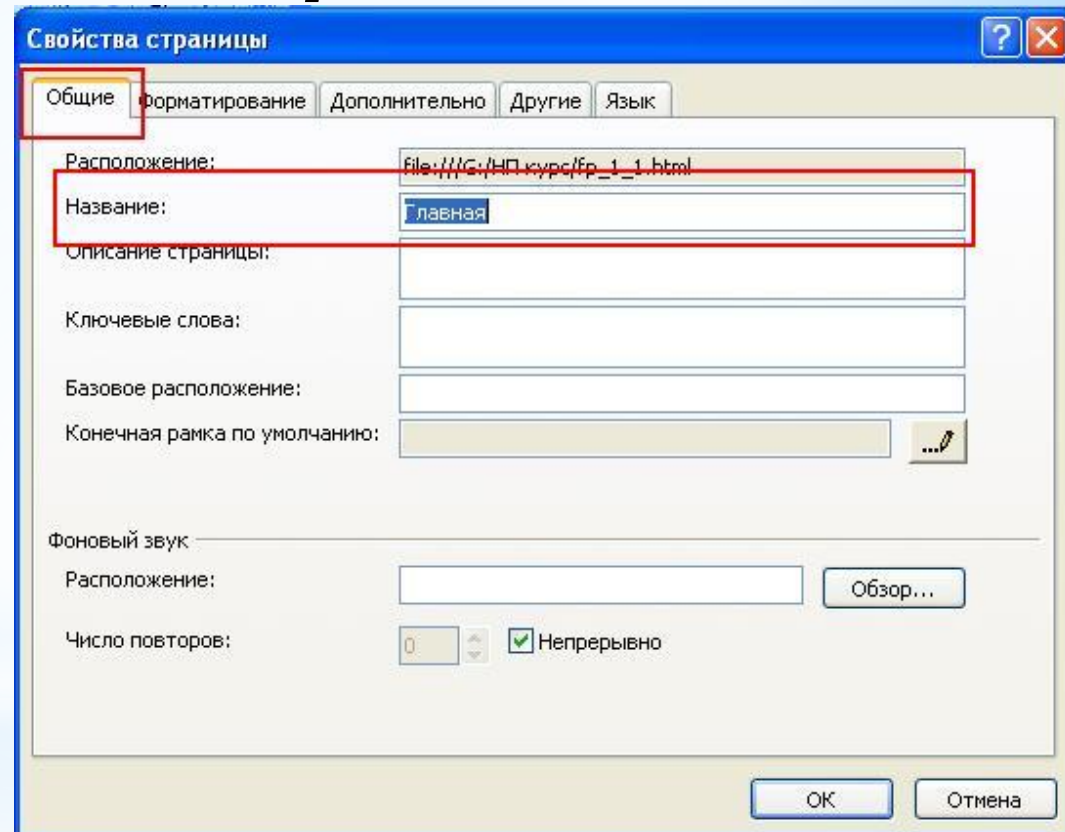 Свойства страницы
Общие Форматирование Дополнительно Другие Язык
Расположение: file:///G:/НП курс/fp_1_1.html
Название: Главная
Описание страницы:
Ключевые слова:
Базовое расположение:
Конечная рамка по умолчанию: ...
Фоновый звук
Расположение: Обзор...
Число повторов: 0 Непрерывно
ОК Отмена